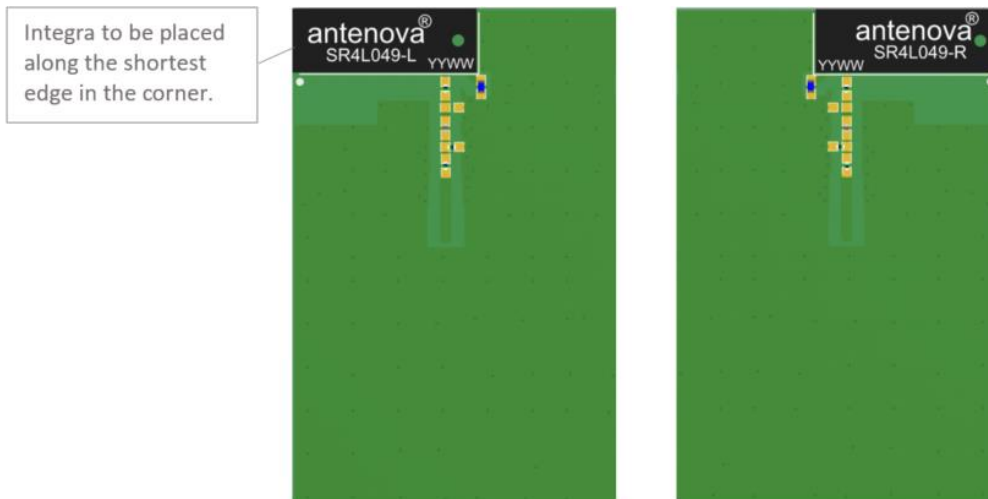 Integra to be placed
along the shortest
edge in the corner.
antenova®
SR4L049-L
YYWW
antenova®
SR4L049-R
YYWW